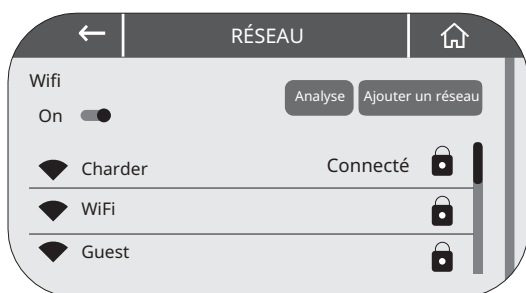 RÉSEAU
Wifi
On
Analyse
Ajouter un réseau
Charder Connecté
WiFi
Guest